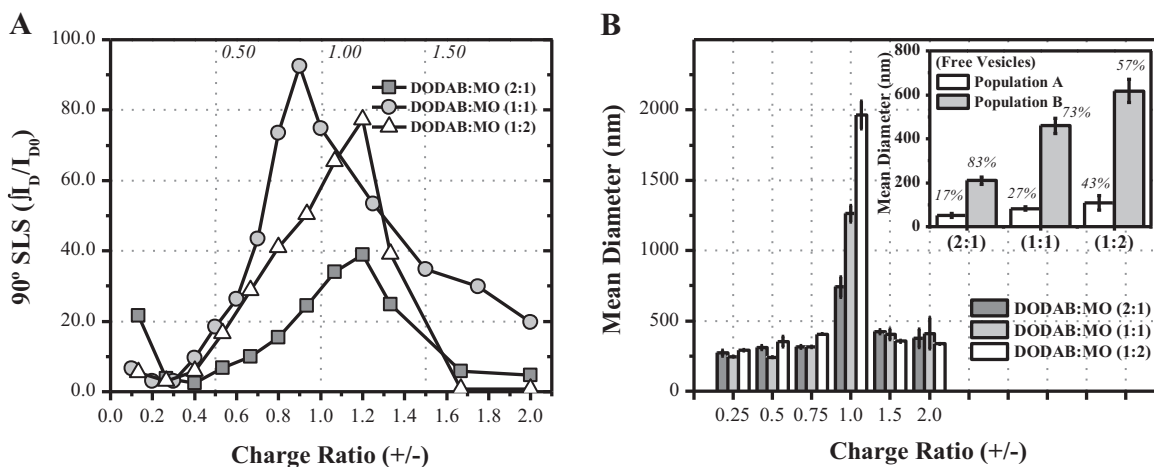 A
100.0
80.0
60.0
40.0
20.0
0.0
90º SLS (∫I_D/I_D0)
0.50 1.00 1.50
DODAB:MO (2:1)
DODAB:MO (1:1)
DODAB:MO (1:2)
0.0 0.2 0.4 0.6 0.8 1.0 1.2 1.4 1.6 1.8 2.0
Charge Ratio (+/-)
B
2000
1750
1500
1250
1000
750
500
250
0
Mean Diameter (nm)
0.25 0.5 0.75 1.0 1.5 2.0
Charge Ratio (+/-)
DODAB:MO (2:1)
DODAB:MO (1:1)
DODAB:MO (1:2)
800
600
400
200
0
Mean Diameter (nm)
(Free Vesicles)
Population A
Population B
17% 83% 27% 73% 43% 57%
(2:1) (1:1) (1:2)